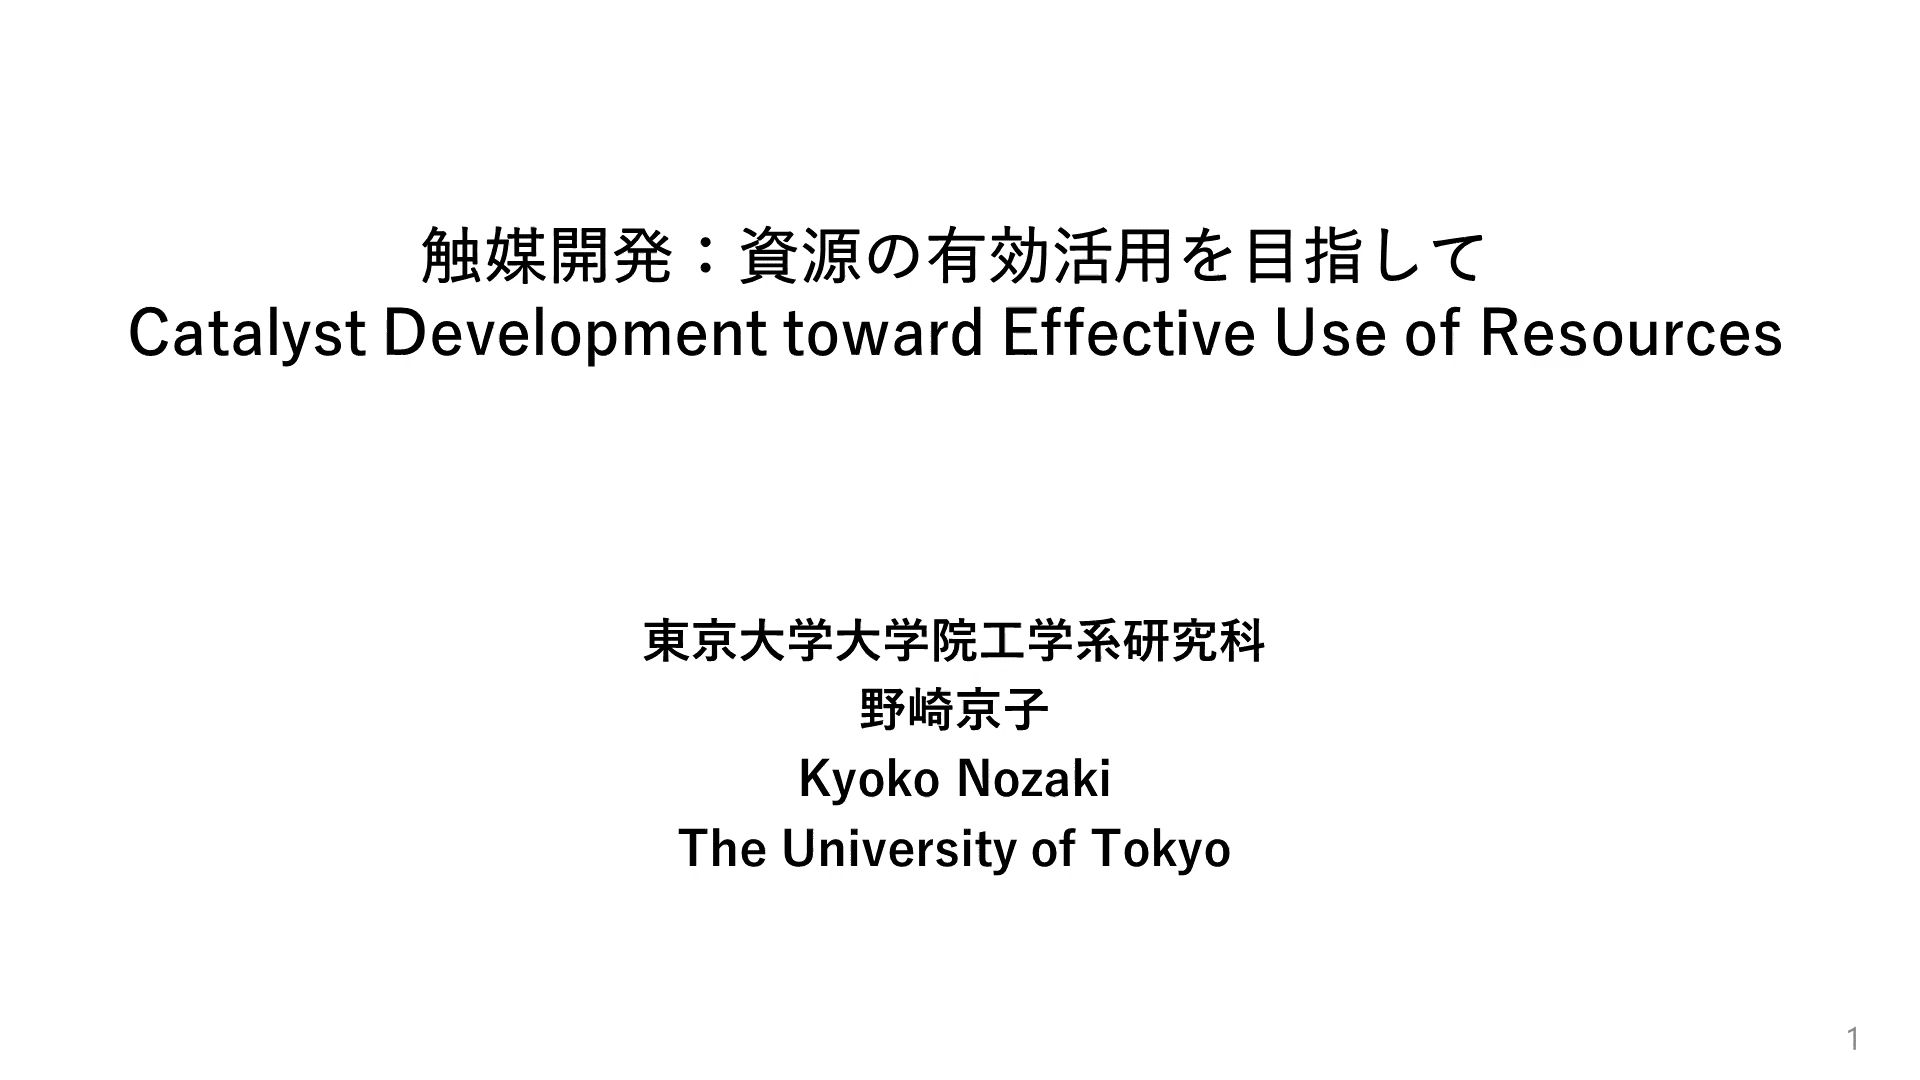 触媒開発：資源の有効活用を目指して
Catalyst Development toward Effective Use of Resources
東京大学大学院工学系研究科
野崎京子
Kyoko Nozaki
The University of Tokyo
1